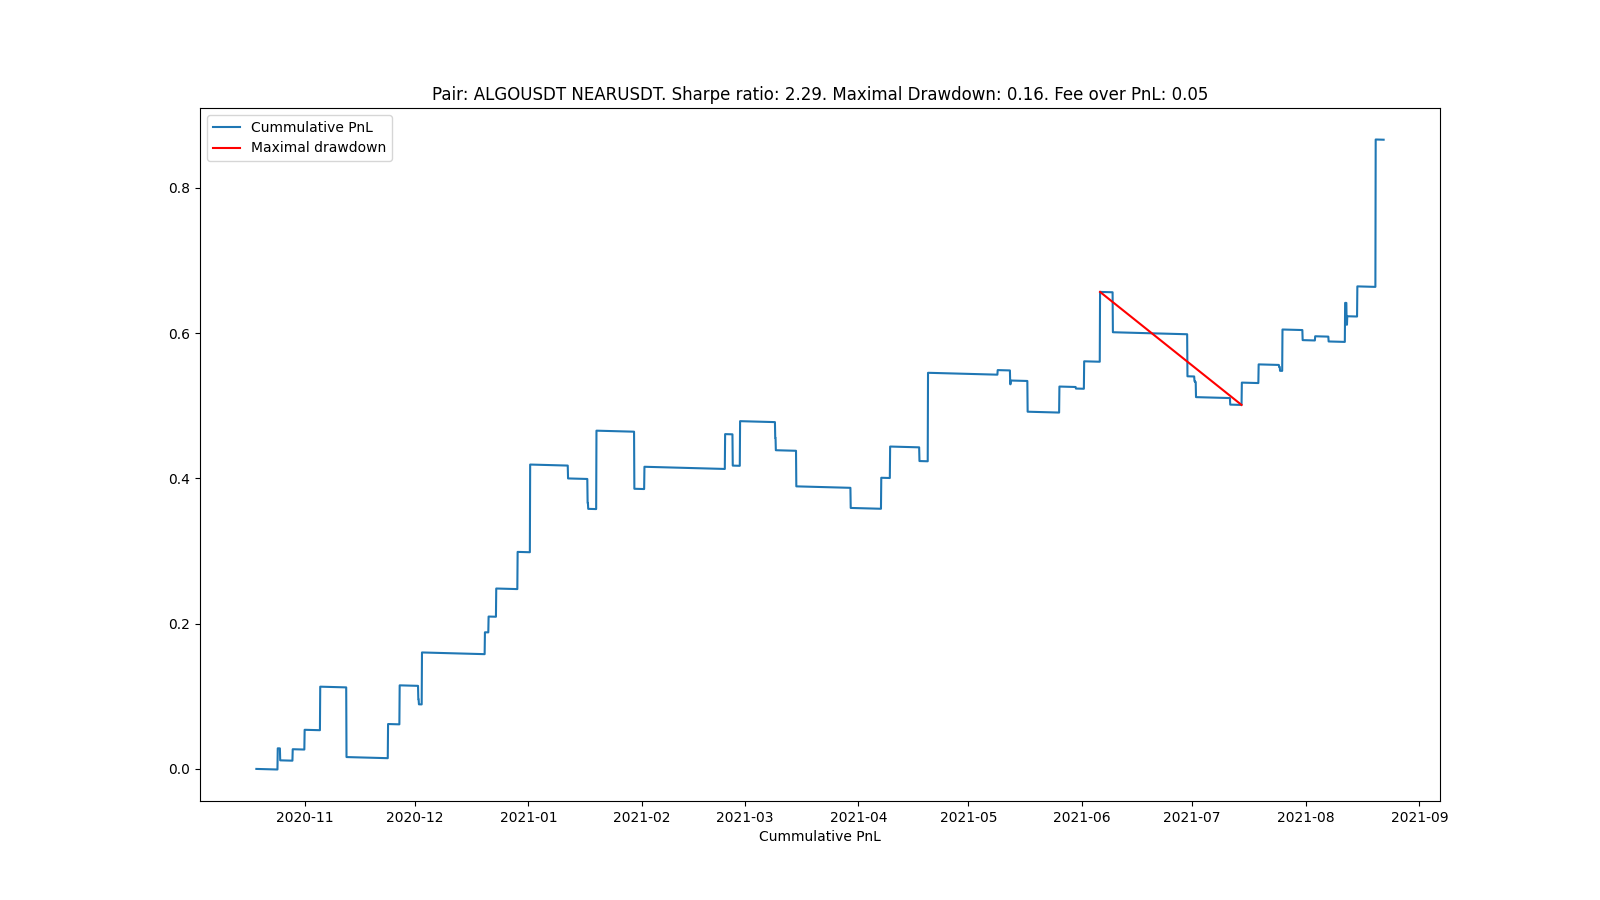 Pair: ALGOUSDT NEARUSDT. Sharpe ratio: 2.29. Maximal Drawdown: 0.16. Fee over PnL: 0.05
Cummulative PnL
Maximal drawdown
0.8
0.6
0.4
0.2
0.0
2020-11 2020-12 2021-01 2021-02 2021-03 2021-04 2021-05 2021-06 2021-07 2021-08 2021-09
Cummulative PnL